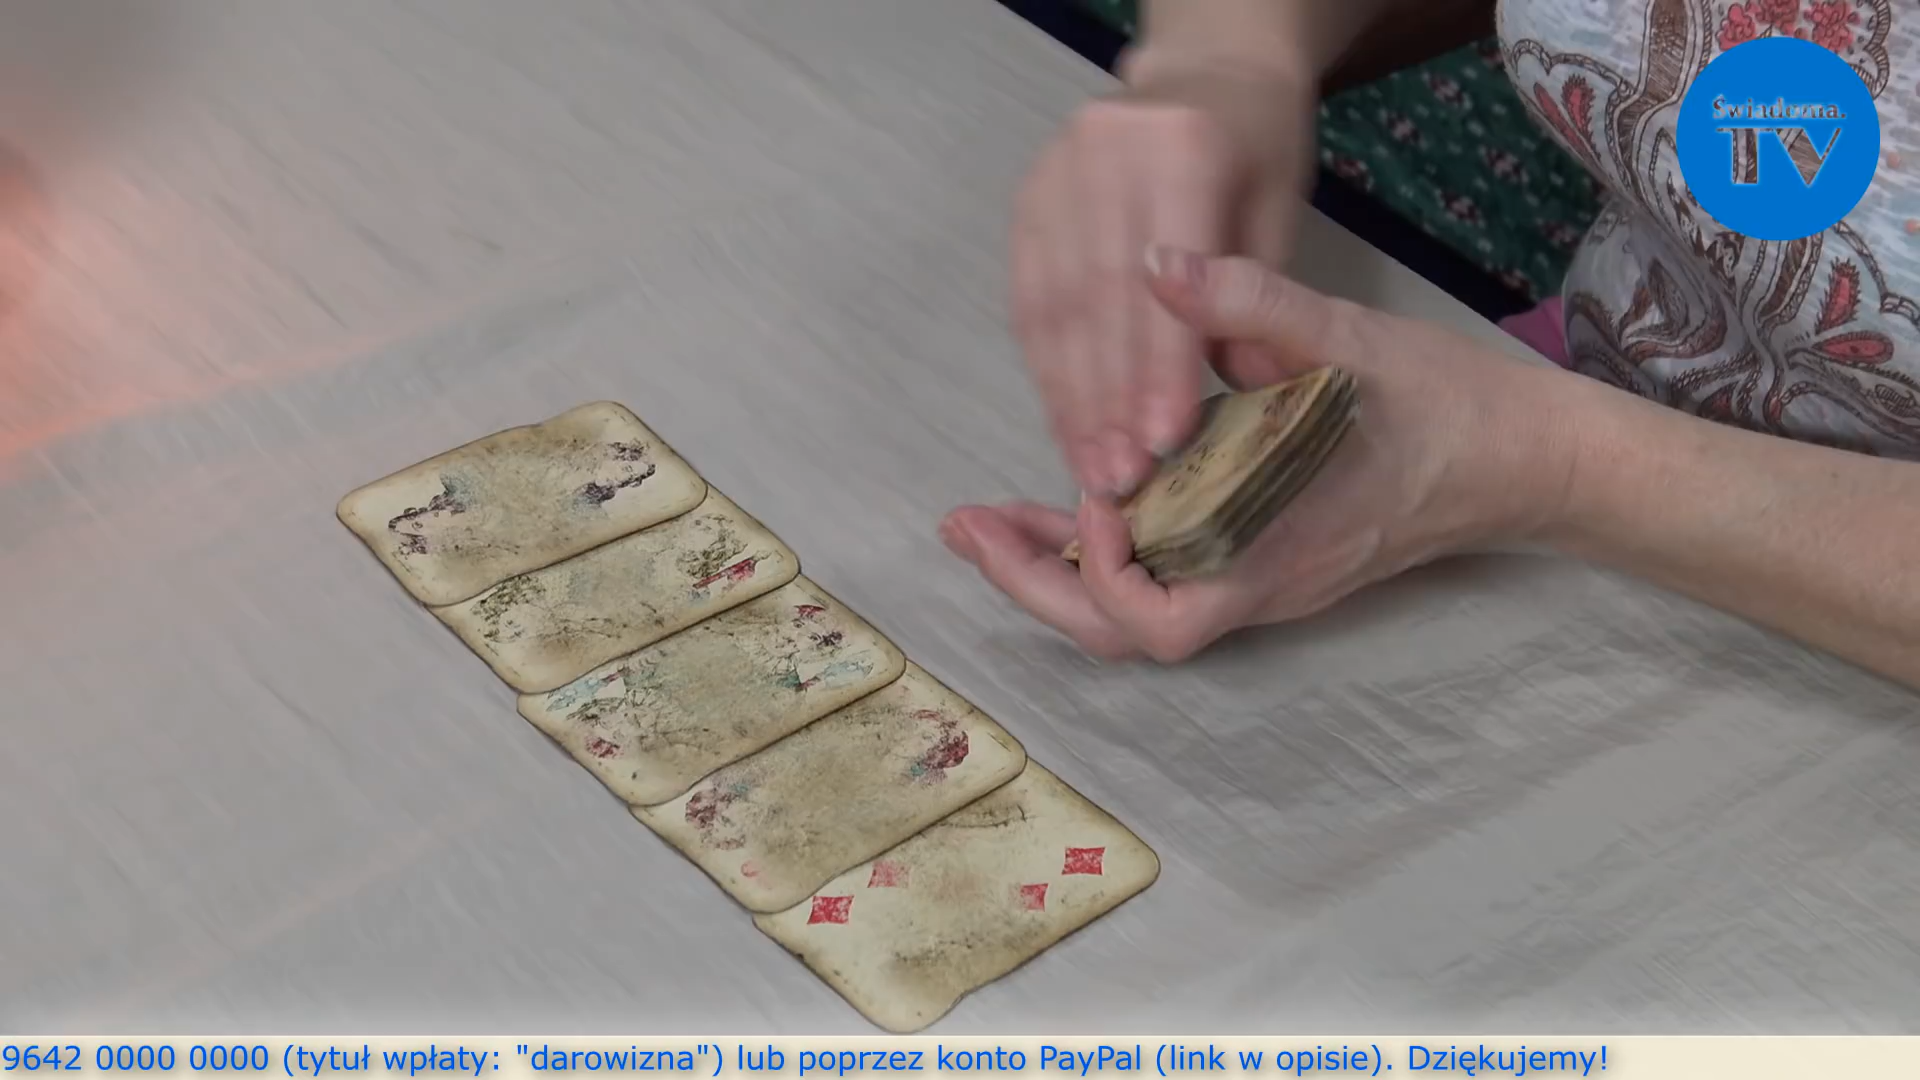 Świadoma.
TV
9642 0000 0000 (tytuł wpłaty: "darowizna") lub poprzez konto PayPal (link w opisie). Dziękujemy!